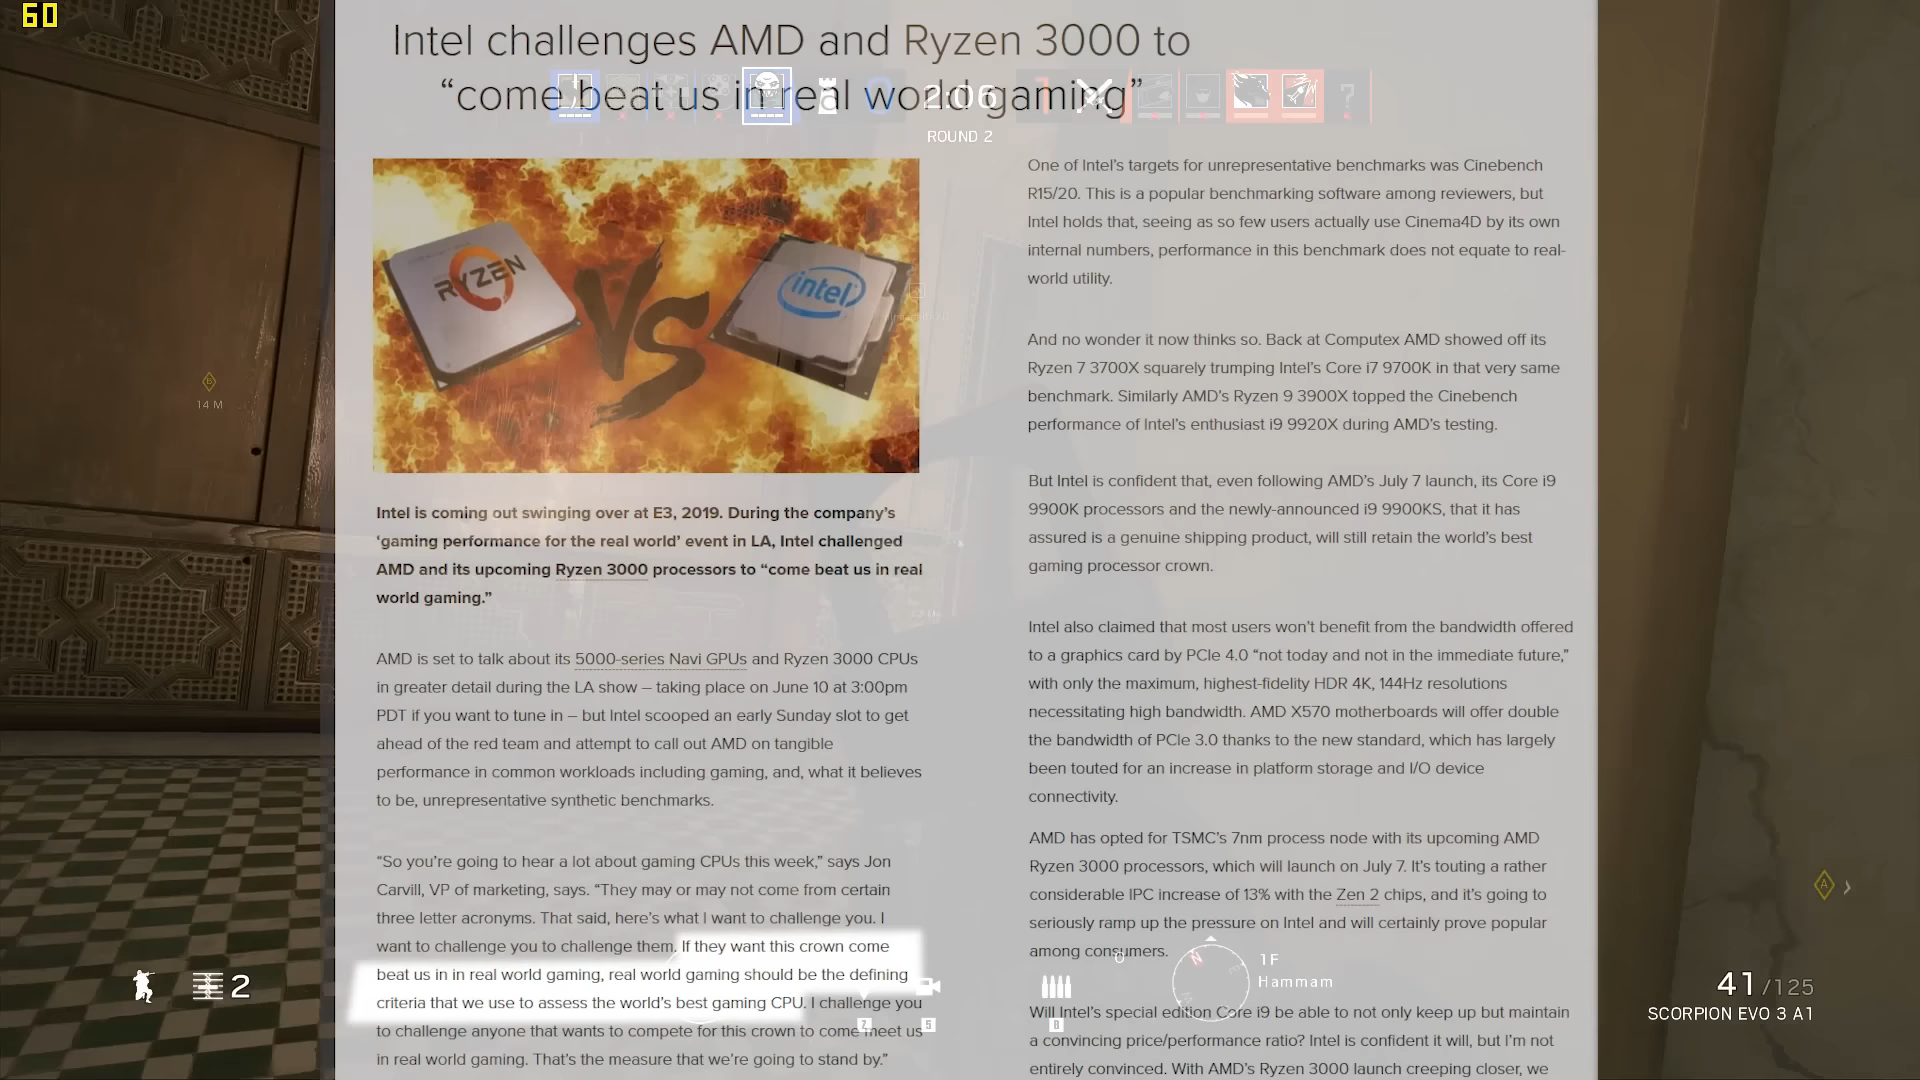 60
Intel challenges AMD and Ryzen 3000 to
“come beat us in real world gaming”
0
2:06
1
?
ROUND 2
RYZEN
VS
intel
14 M
Intel is coming out swinging over at E3, 2019. During the company’s
‘gaming performance for the real world’ event in LA, Intel challenged
AMD and its upcoming Ryzen 3000 processors to “come beat us in real
world gaming.”
AMD is set to talk about its 5000-series Navi GPUs and Ryzen 3000 CPUs
in greater detail during the LA show – taking place on June 10 at 3:00pm
PDT if you want to tune in – but Intel scooped an early Sunday slot to get
ahead of the red team and attempt to call out AMD on tangible
performance in common workloads including gaming, and, what it believes
to be, unrepresentative synthetic benchmarks.
“So you’re going to hear a lot about gaming CPUs this week,” says Jon
Carvill, VP of marketing, says. “They may or may not come from certain
three letter acronyms. That said, here’s what I want to challenge you. I
want to challenge you to challenge them. If they want this crown come
beat us in in real world gaming, real world gaming should be the defining
criteria that we use to assess the world’s best gaming CPU. I challenge you
to challenge anyone that wants to compete for this crown to come meet us
in real world gaming. That’s the measure that we’re going to stand by.”
One of Intel’s targets for unrepresentative benchmarks was Cinebench
R15/20. This is a popular benchmarking software among reviewers, but
Intel holds that, seeing as so few users actually use Cinema4D by its own
internal numbers, performance in this benchmark does not equate to real-
world utility.
And no wonder it now thinks so. Back at Computex AMD showed off its
Ryzen 7 3700X squarely trumping Intel’s Core i7 9700K in that very same
benchmark. Similarly AMD’s Ryzen 9 3900X topped the Cinebench
performance of Intel’s enthusiast i9 9920X during AMD’s testing.
But Intel is confident that, even following AMD’s July 7 launch, its Core i9
9900K processors and the newly-announced i9 9900KS, that it has
assured is a genuine shipping product, will still retain the world’s best
gaming processor crown.
Intel also claimed that most users won’t benefit from the bandwidth offered
to a graphics card by PCIe 4.0 “not today and not in the immediate future,”
with only the maximum, highest-fidelity HDR 4K, 144Hz resolutions
necessitating high bandwidth. AMD X570 motherboards will offer double
the bandwidth of PCIe 3.0 thanks to the new standard, which has largely
been touted for an increase in platform storage and I/O device
connectivity.
AMD has opted for TSMC’s 7nm process node with its upcoming AMD
Ryzen 3000 processors, which will launch on July 7. It’s touting a rather
considerable IPC increase of 13% with the Zen 2 chips, and it’s going to
seriously ramp up the pressure on Intel and will certainly prove popular
among consumers.
Will Intel’s special edition Core i9 be able to not only keep up but maintain
a convincing price/performance ratio? Intel is confident it will, but I’m not
entirely convinced. With AMD’s Ryzen 3000 launch creeping closer, we
A
2
Z
5
0
B
N
1F
Hammam
41 /125
SCORPION EVO 3 A1